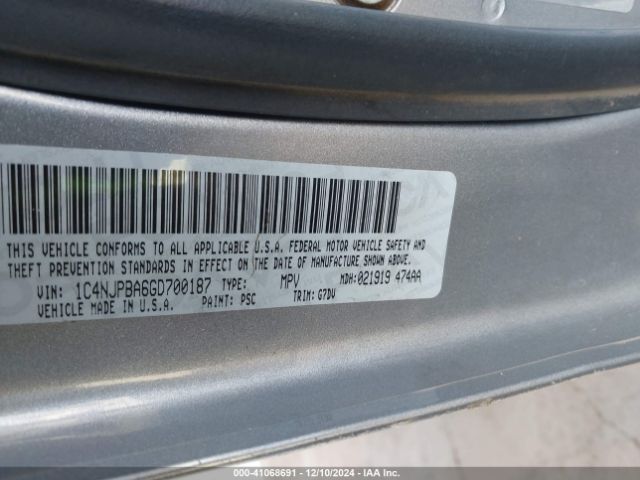 THIS VEHICLE CONFORMS TO ALL APPLICABLE U.S.A. FEDERAL MOTOR VEHICLE SAFETY AND
THEFT PREVENTION STANDARDS IN EFFECT ON THE DATE OF MANUFACTURE SHOWN ABOVE.
VIN: 1C4NJPBA6GD700187 TYPE: MPV MDH:021919 474AA
VEHICLE MADE IN U.S.A. PAINT: PSC TRIM: G7DV
000-41068691 - 12/10/2024 - IAA Inc.